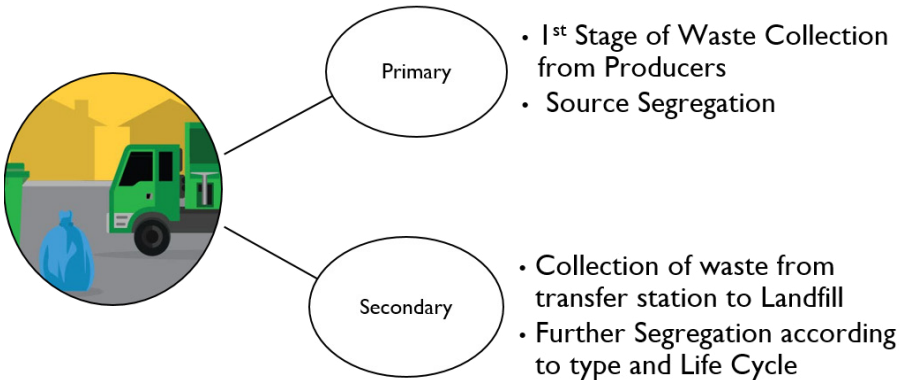 Primary
• 1st Stage of Waste Collection
from Producers
• Source Segregation
Secondary
• Collection of waste from
transfer station to Landfill
• Further Segregation according
to type and Life Cycle